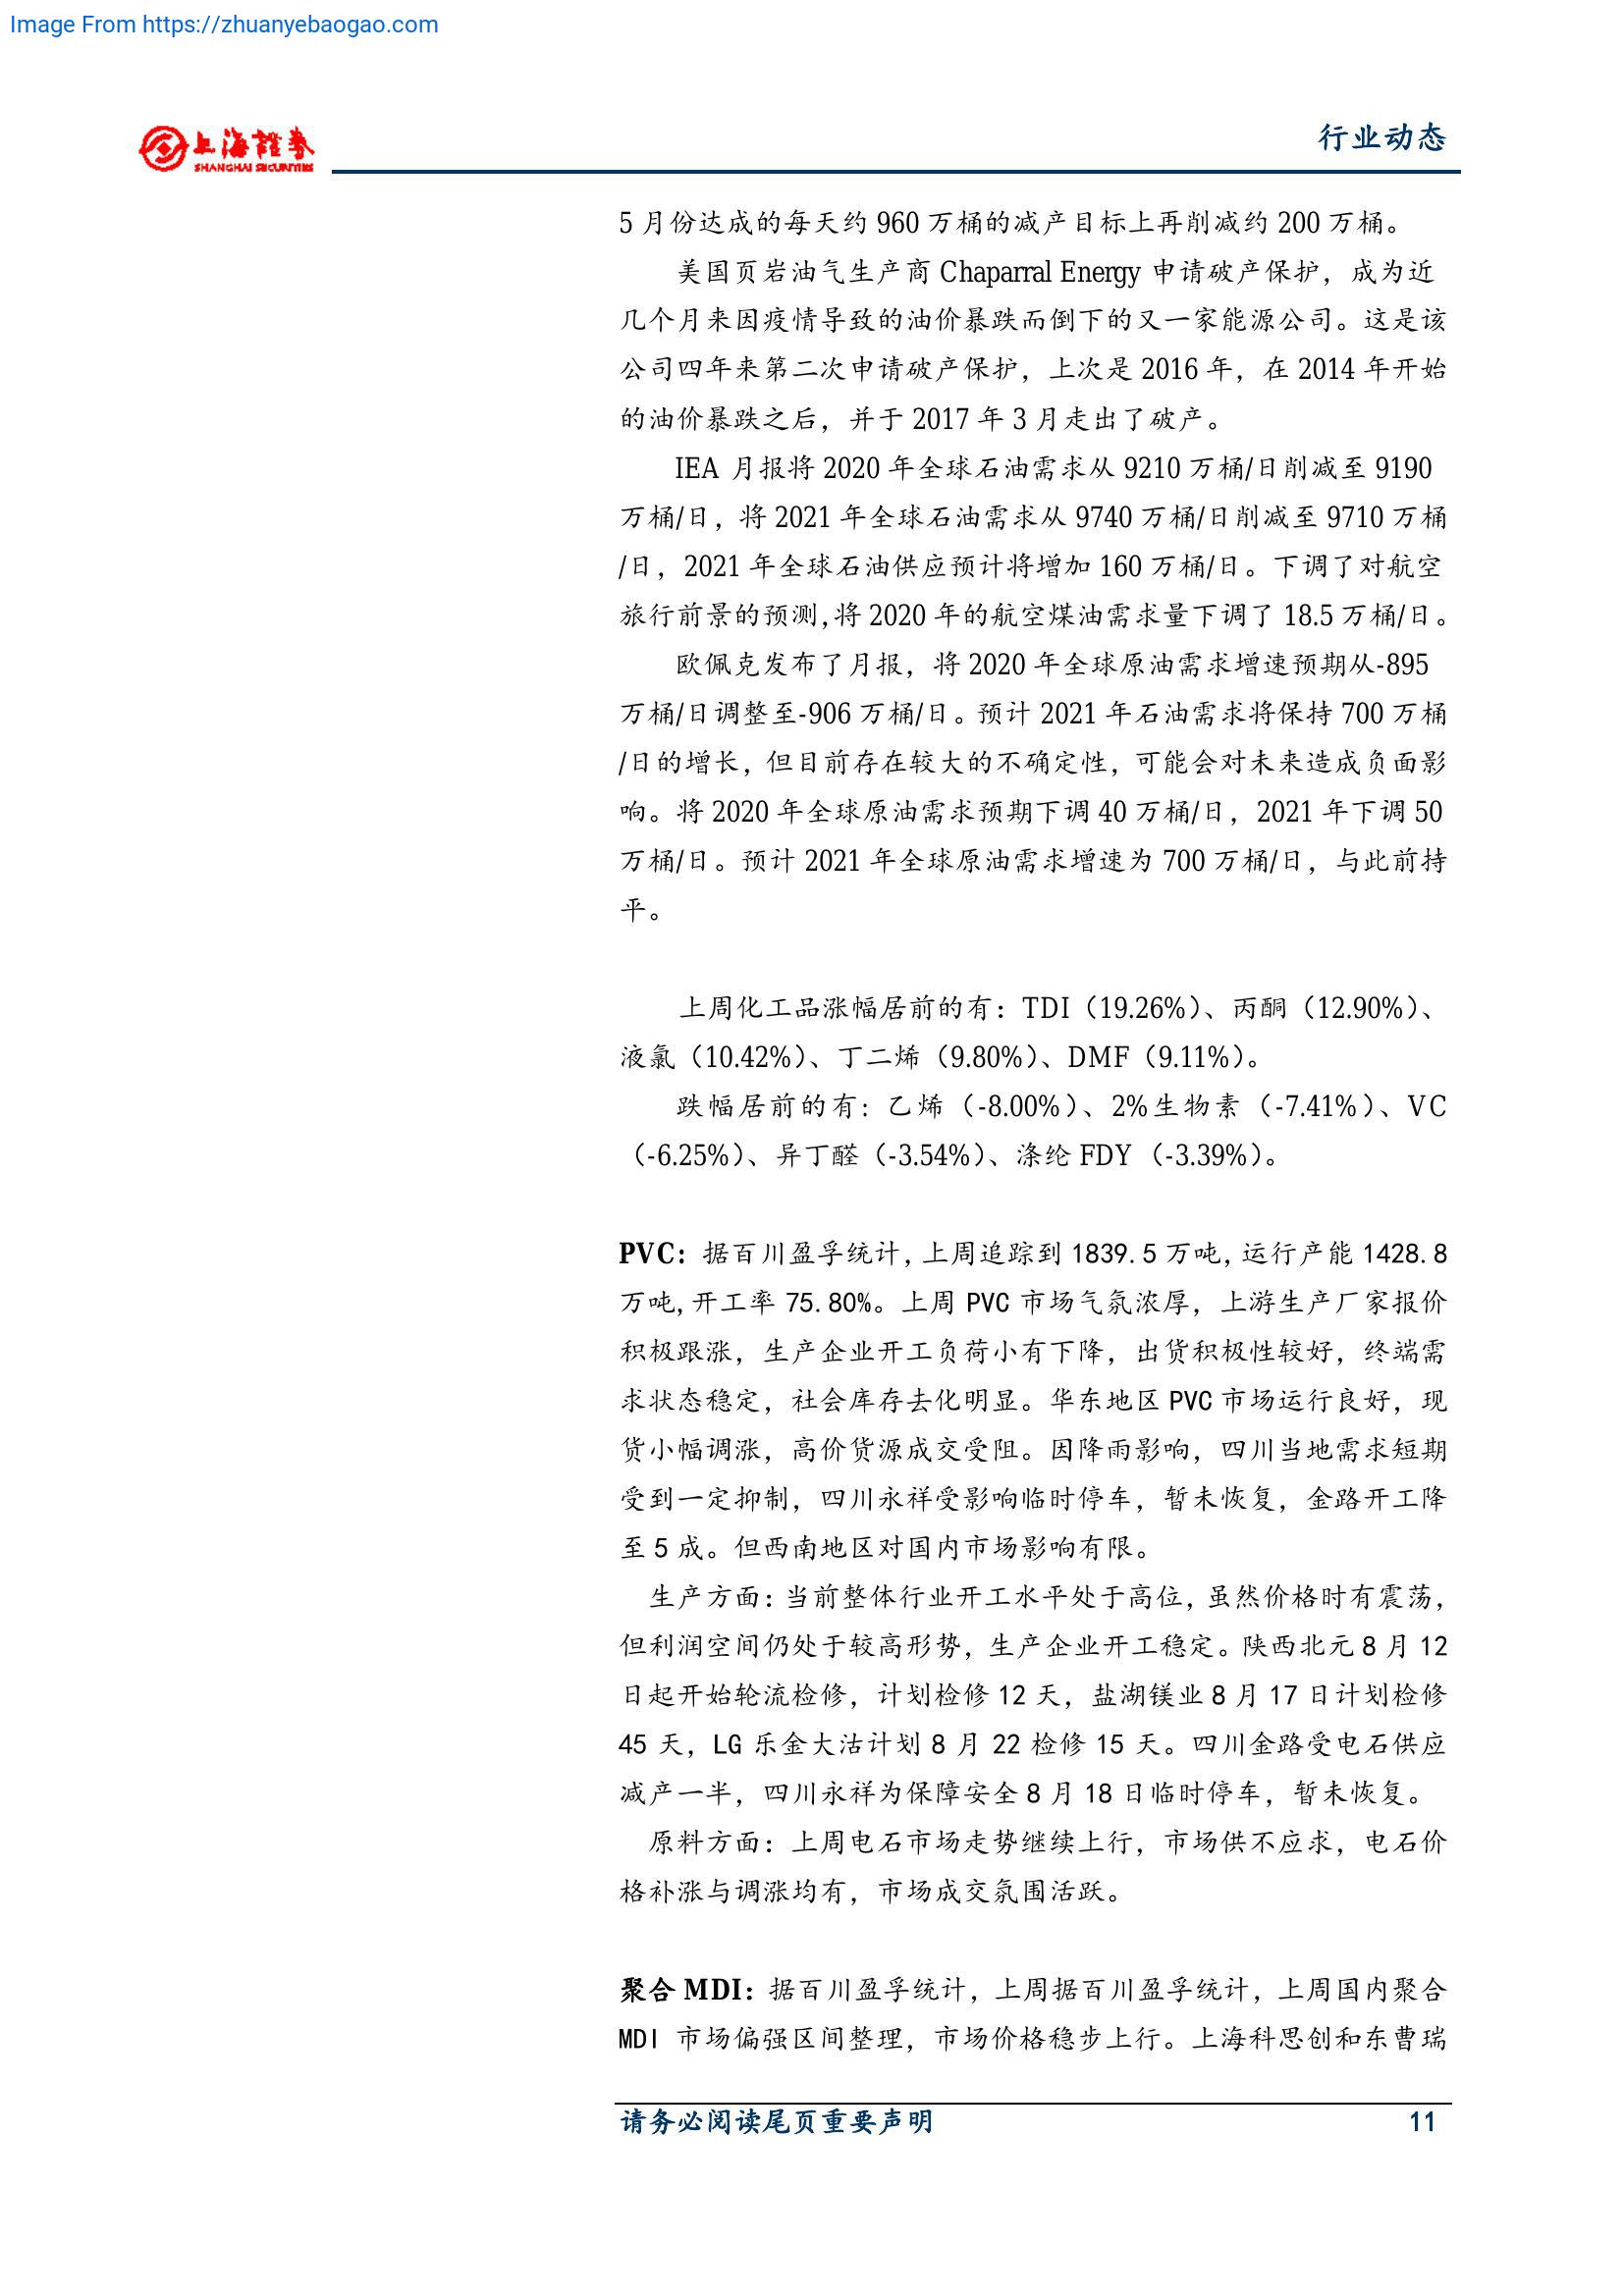 Image From https://zhuanyebaogao.com
上海證券
SHANGHAI SECURITIES
行业动态
5 月份达成的每天约 960 万桶的减产目标上再削减约 200 万桶。
美国页岩油气生产商 Chaparral Energy 申请破产保护，成为近
几个月来因疫情导致的油价暴跌而倒下的又一家能源公司。这是该
公司四年来第二次申请破产保护，上次是 2016 年，在 2014 年开始
的油价暴跌之后，并于 2017 年 3 月走出了破产。
IEA 月报将 2020 年全球石油需求从 9210 万桶/日削减至 9190
万桶/日，将 2021 年全球石油需求从 9740 万桶/日削减至 9710 万桶
/日，2021 年全球石油供应预计将增加 160 万桶/日。下调了对航空
旅行前景的预测,将 2020 年的航空煤油需求量下调了 18.5 万桶/日。
欧佩克发布了月报，将 2020 年全球原油需求增速预期从-895
万桶/日调整至-906 万桶/日。预计 2021 年石油需求将保持 700 万桶
/日的增长，但目前存在较大的不确定性，可能会对未来造成负面影
响。将 2020 年全球原油需求预期下调 40 万桶/日，2021 年下调 50
万桶/日。预计 2021 年全球原油需求增速为 700 万桶/日，与此前持
平。
上周化工品涨幅居前的有：TDI（19.26%）、丙酮（12.90%）、
液氯（10.42%）、丁二烯（9.80%）、DMF（9.11%）。
跌幅居前的有：乙烯（-8.00%）、2%生物素（-7.41%）、VC
（-6.25%）、异丁醛（-3.54%）、涤纶 FDY（-3.39%）。
PVC：据百川盈孚统计，上周追踪到 1839.5 万吨，运行产能 1428.8
万吨,开工率 75.80%。上周 PVC 市场气氛浓厚，上游生产厂家报价
积极跟涨，生产企业开工负荷小有下降，出货积极性较好，终端需
求状态稳定，社会库存去化明显。华东地区 PVC 市场运行良好，现
货小幅调涨，高价货源成交受阻。因降雨影响，四川当地需求短期
受到一定抑制，四川永祥受影响临时停车，暂未恢复，金路开工降
至 5 成。但西南地区对国内市场影响有限。
生产方面：当前整体行业开工水平处于高位，虽然价格时有震荡，
但利润空间仍处于较高形势，生产企业开工稳定。陕西北元 8 月 12
日起开始轮流检修，计划检修 12 天，盐湖镁业 8 月 17 日计划检修
45 天，LG 乐金大沽计划 8 月 22 检修 15 天。四川金路受电石供应
减产一半，四川永祥为保障安全 8 月 18 日临时停车，暂未恢复。
原料方面：上周电石市场走势继续上行，市场供不应求，电石价
格补涨与调涨均有，市场成交氛围活跃。
聚合 MDI：据百川盈孚统计，上周据百川盈孚统计，上周国内聚合
MDI 市场偏强区间整理，市场价格稳步上行。上海科思创和东曹瑞
请务必阅读尾页重要声明 11